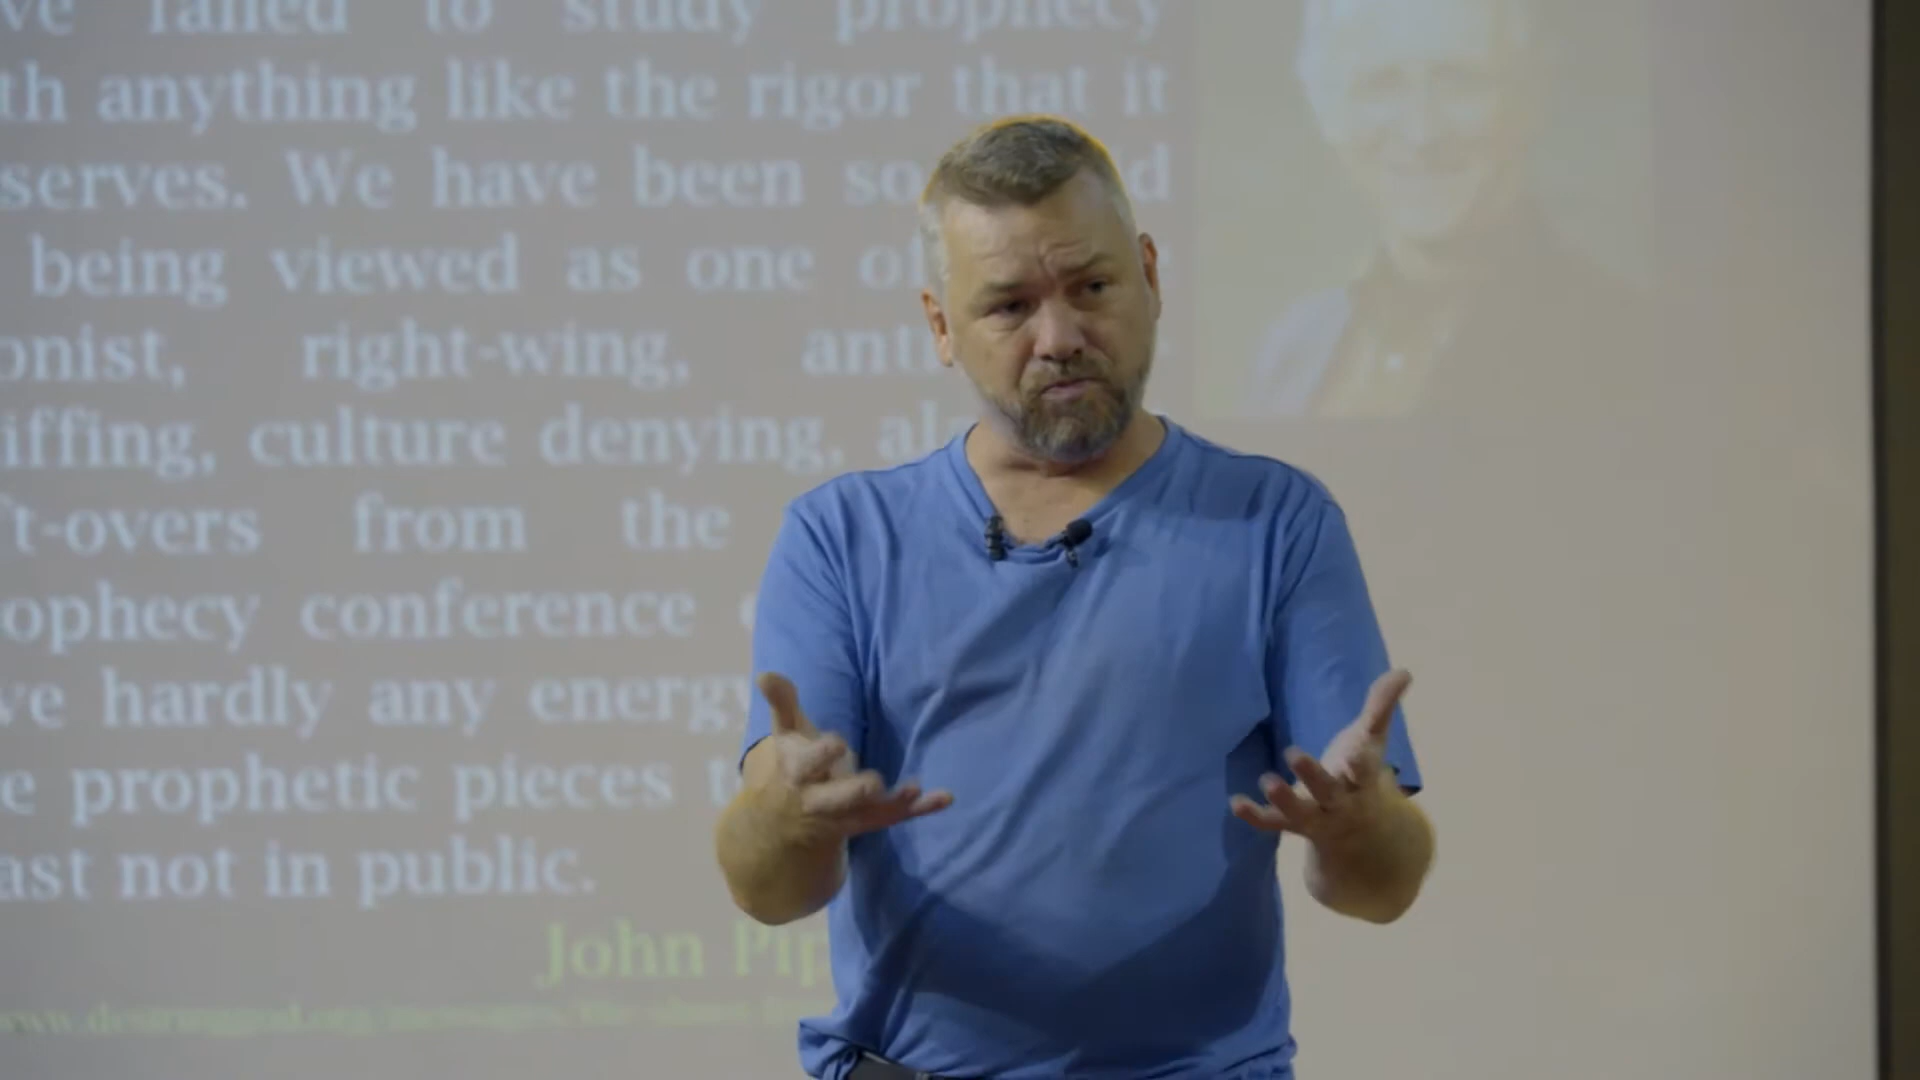 ve failed to study prophecy
th anything like the rigor that it
serves. We have been so
being viewed as one of
onist, right-wing,
iffing, culture denying,
ft-overs from the
ophecy conference
ve hardly any energy
e prophetic pieces
ast not in public.
John Pip